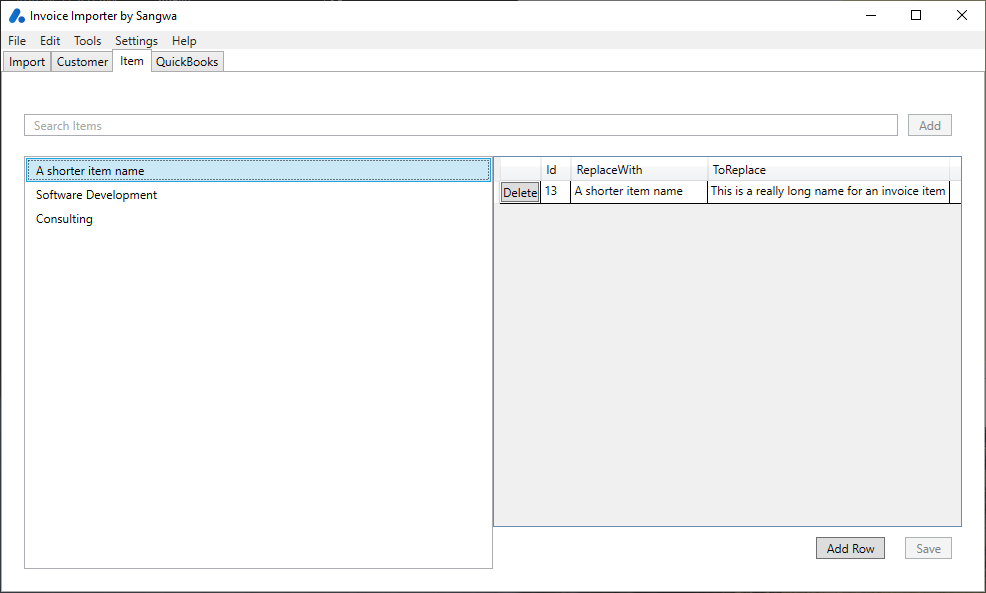 Invoice Importer by Sangwa
File Edit Tools Settings Help
Import Customer Item QuickBooks
Search Items Add
A shorter item name
Software Development
Consulting
Id ReplaceWith ToReplace
Delete 13 A shorter item name This is a really long name for an invoice item
Add Row Save